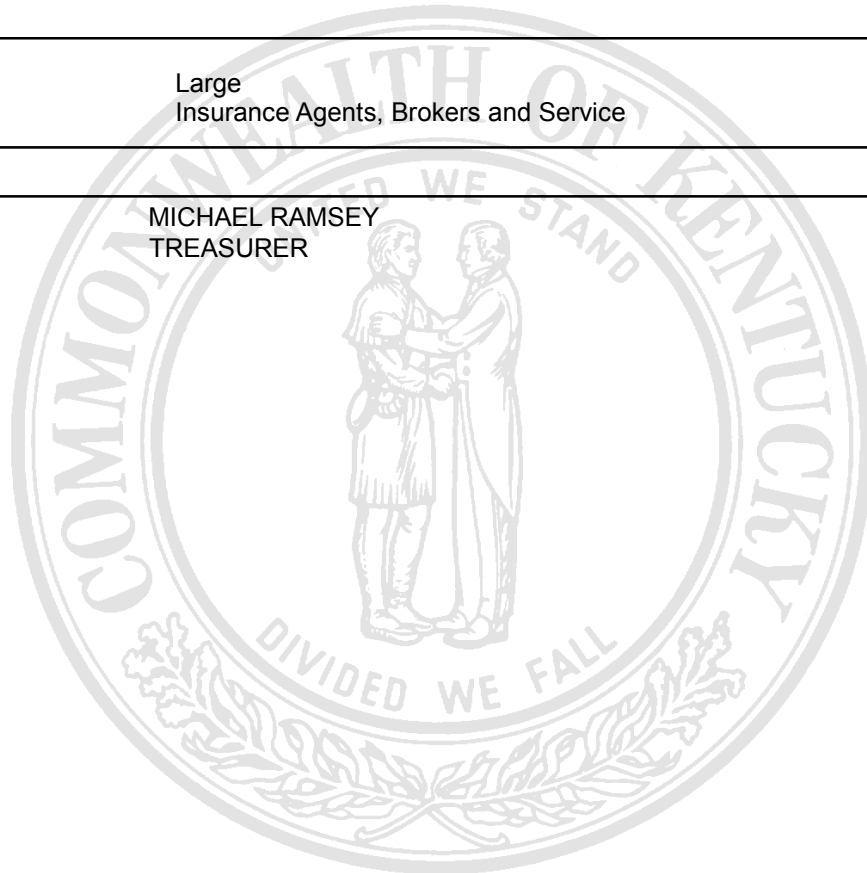 Large
Insurance Agents, Brokers and Service
MICHAEL RAMSEY
TREASURER
COMMONWEALTH OF KENTUCKY
UNITED WE STAND
DIVIDED WE FALL